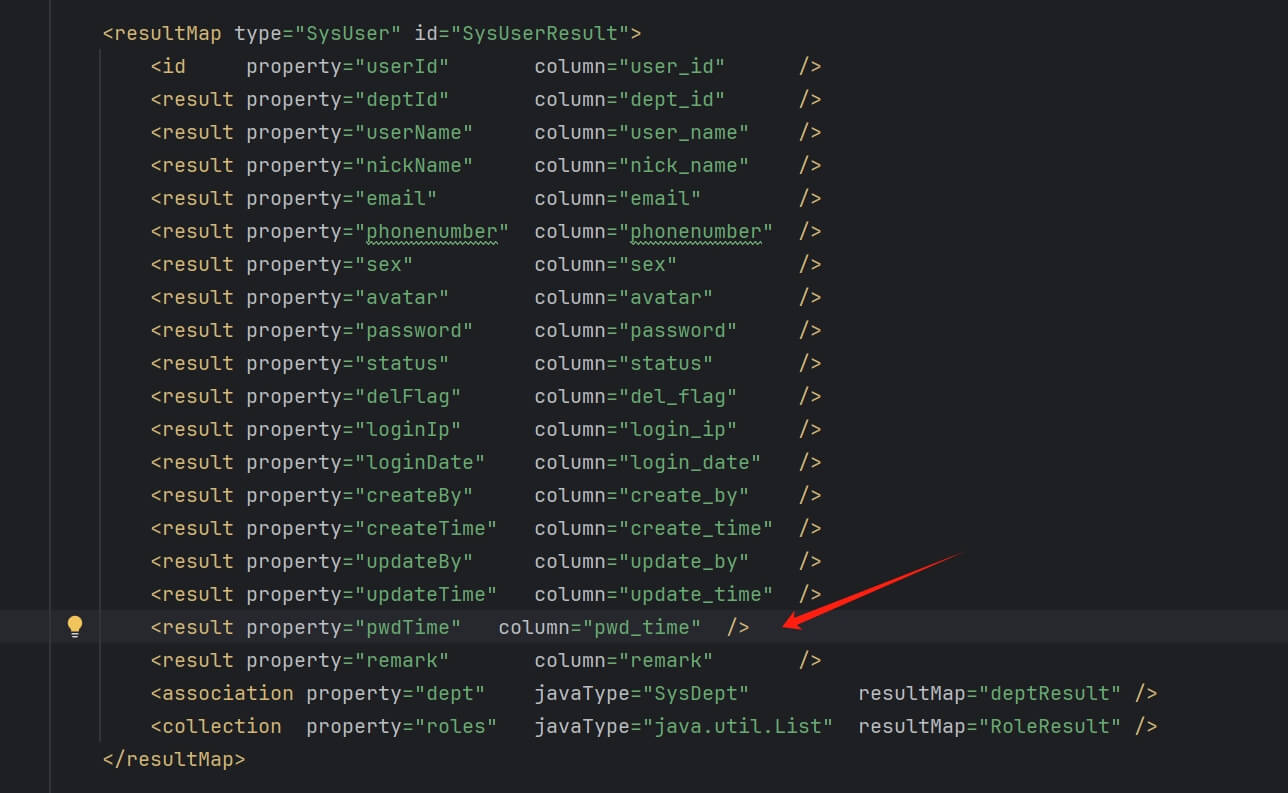 <resultMap type="SysUser" id="SysUserResult">
    <id     property="userId"       column="user_id"      />
    <result property="deptId"       column="dept_id"      />
    <result property="userName"     column="user_name"    />
    <result property="nickName"     column="nick_name"    />
    <result property="email"        column="email"        />
    <result property="phonenumber"  column="phonenumber"  />
    <result property="sex"          column="sex"          />
    <result property="avatar"       column="avatar"       />
    <result property="password"     column="password"     />
    <result property="status"       column="status"       />
    <result property="delFlag"      column="del_flag"     />
    <result property="loginIp"      column="login_ip"     />
    <result property="loginDate"    column="login_date"   />
    <result property="createBy"     column="create_by"    />
    <result property="createTime"   column="create_time"  />
    <result property="updateBy"     column="update_by"    />
    <result property="updateTime"   column="update_time"  />
    <result property="pwdTime"   column="pwd_time"  />
    <result property="remark"       column="remark"       />
    <association property="dept"    javaType="SysDept"         resultMap="deptResult" />
    <collection  property="roles"   javaType="java.util.List"  resultMap="RoleResult" />
</resultMap>